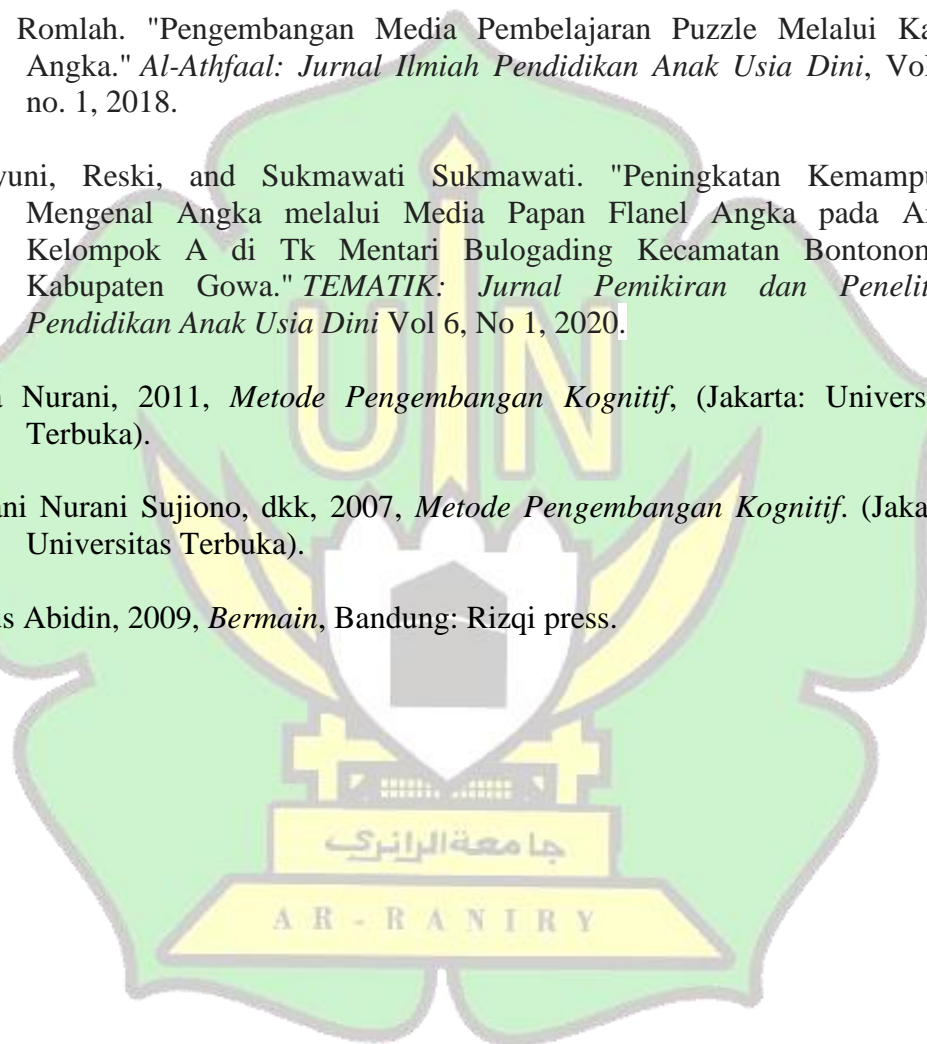 Romlah. "Pengembangan Media Pembelajaran Puzzle Melalui Ka
Angka." Al-Athfaal: Jurnal Ilmiah Pendidikan Anak Usia Dini, Vol
no. 1, 2018.
yuni, Reski, and Sukmawati Sukmawati. "Peningkatan Kemampu
Mengenal Angka melalui Media Papan Flanel Angka pada A
Kelompok A di Tk Mentari Bulogading Kecamatan Bontonom
Kabupaten Gowa." TEMATIK: Jurnal Pemikiran dan Penelit
Pendidikan Anak Usia Dini Vol 6, No 1, 2020.
Nurani, 2011, Metode Pengembangan Kognitif, (Jakarta: Univers
Terbuka).
ni Nurani Sujiono, dkk, 2007, Metode Pengembangan Kognitif. (Jaka
Universitas Terbuka).
s Abidin, 2009, Bermain, Bandung: Rizqi press.
UIN
جامعةالرانري
AR-RANIRY